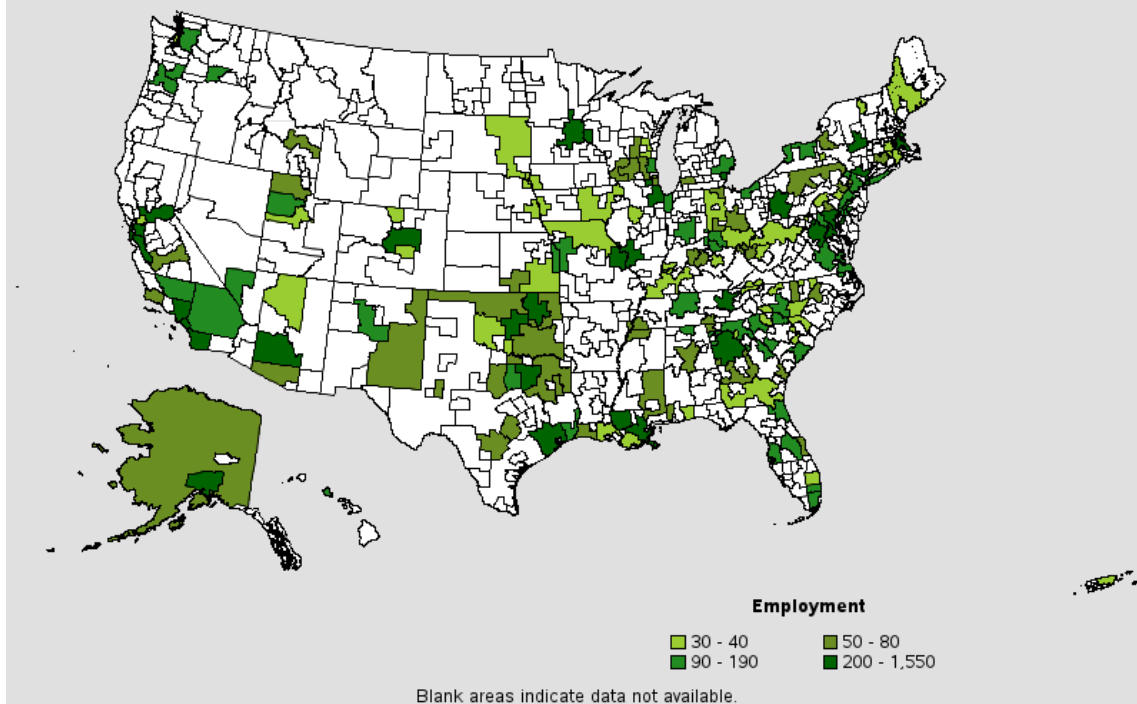 Employment
30 - 40
50 - 80
90 - 190
200 - 1,550
Blank areas indicate data not available.